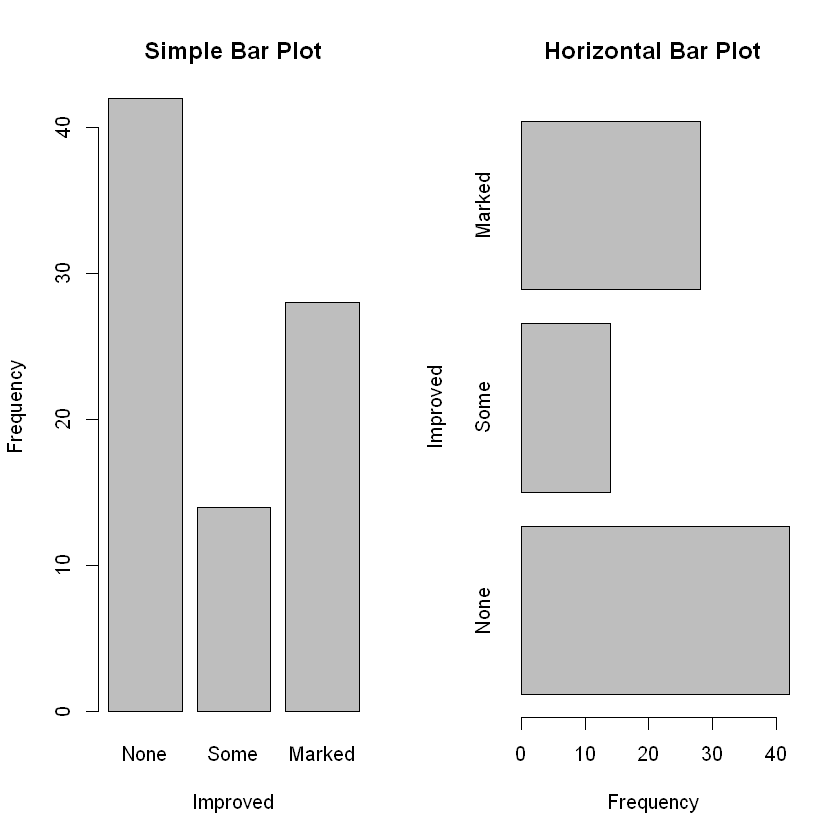 Simple Bar Plot
Frequency
40
30
20
10
0
None
Some
Marked
Improved
Horizontal Bar Plot
Improved
Marked
Some
None
0
10
20
30
40
Frequency